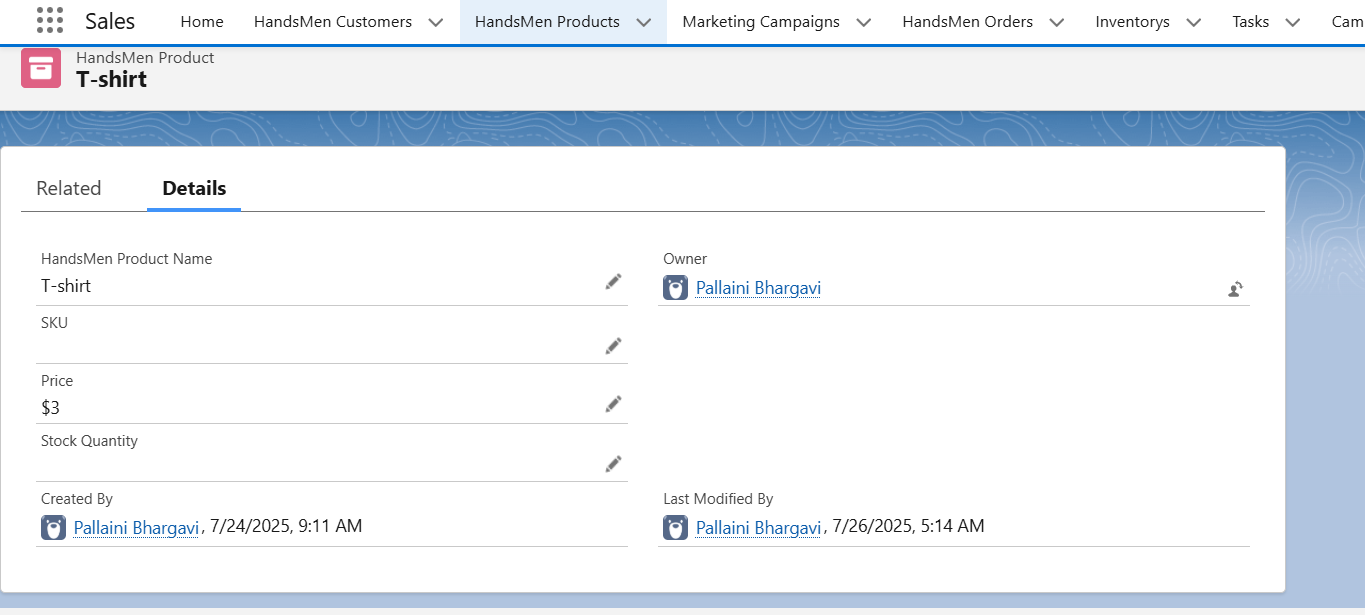 Sales Home HandsMen Customers HandsMen Products Marketing Campaigns HandsMen Orders Inventorys Tasks Cam
HandsMen Product
T-shirt
Related Details
HandsMen Product Name Owner
T-shirt Pallaini Bhargavi
SKU
Price
$3
Stock Quantity
Created By Last Modified By
Pallaini Bhargavi, 7/24/2025, 9:11 AM Pallaini Bhargavi, 7/26/2025, 5:14 AM